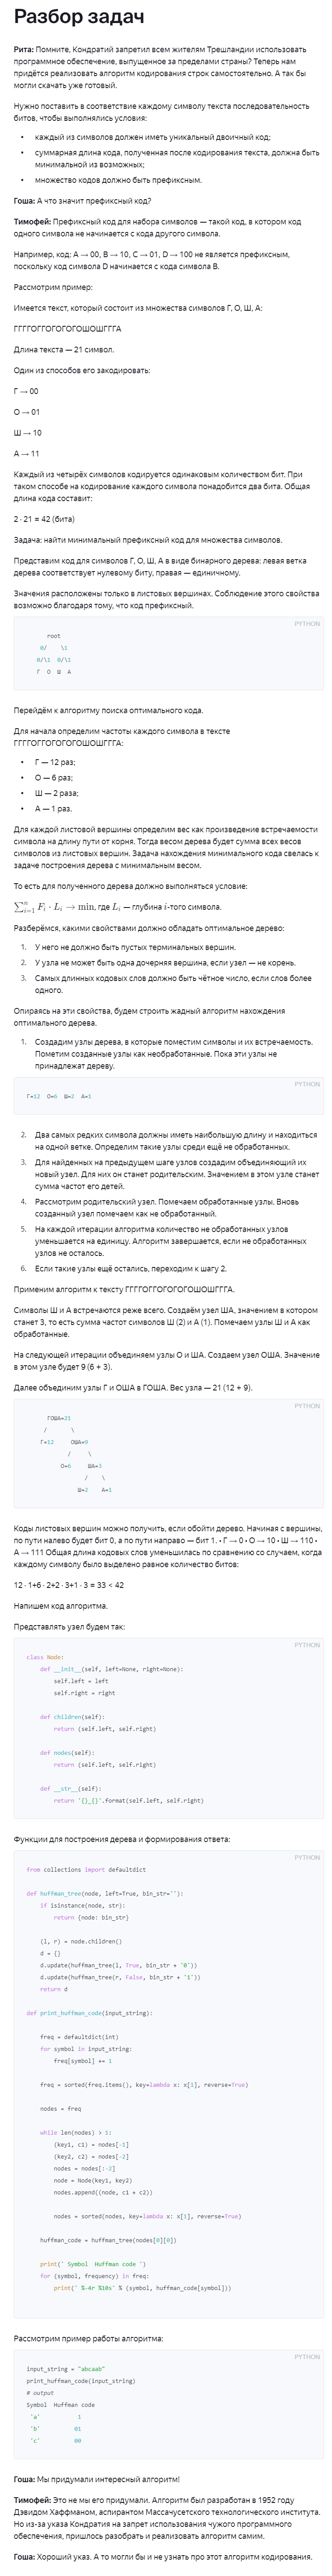 Разбор задач
Рита: Помните, Кондратий запретил всем жителям Трешландии использовать
программное обеспечение, выпущенное за пределами страны? Теперь нам
придётся реализовать алгоритм кодирования строк самостоятельно. А так бы
могли скачать уже готовый.
Нужно поставить в соответствие каждому символу текста последовательность
битов, чтобы выполнялись условия:
• каждый из символов должен иметь уникальный двоичный код;
• суммарная длина кода, полученная после кодирования текста, должна быть
минимальной из возможных;
• множество кодов должно быть префиксным.
Гоша: А что значит префиксный код?
Тимофей: Префиксный код для набора символов — такой код, в котором код
одного символа не начинается с кода другого символа.
Например, код: A → 00, B → 10, C → 01, D → 100 не является префиксным,
поскольку код символа D начинается с кода символа B.
Рассмотрим пример:
Имеется текст, который состоит из множества символов Г, О, Ш, А:
ГГГГОГГОГОГОГОШОШГГГА
Длина текста — 21 символ.
Один из способов его закодировать:
Г → 00
О → 01
Ш → 10
А → 11
Каждый из четырёх символов кодируется одинаковым количеством бит. При
таком способе на кодирование каждого символа понадобится два бита. Общая
длина кода составит:
2 · 21 = 42 (бита)
Задача: найти минимальный префиксный код для множества символов.
Представим код для символов Г, О, Ш, А в виде бинарного дерева: левая ветка
дерева соответствует нулевому биту, правая — единичному.
Значения расположены только в листовых вершинах. Соблюдение этого свойства
возможно благодаря тому, что код префиксный.
PYTHON
root
0/ \1
0/\1 0/\1
Г О Ш А
Перейдём к алгоритму поиска оптимального кода.
Для начала определим частоты каждого символа в тексте
ГГГГОГГОГОГОГОШОШГГГА:
• Г — 12 раз;
• О — 6 раз;
• Ш — 2 раза;
• А — 1 раз.
Для каждой листовой вершины определим вес как произведение встречаемости
символа на длину пути от корня. Тогда весом дерева будет сумма всех весов
символов из листовых вершин. Задача нахождения минимального кода свелась к
задаче построения дерева с минимальным весом.
То есть для полученного дерева должно выполняться условие:
∑ⁿᵢ₌₁ Fᵢ · Lᵢ → min, где Lᵢ — глубина i-того символа.
Разберёмся, какими свойствами должно обладать оптимальное дерево:
1. У него не должно быть пустых терминальных вершин.
2. У узла не может быть одна дочерняя вершина, если узел — не корень.
3. Самых длинных кодовых слов должно быть чётное число, если слов более
одного.
Опираясь на эти свойства, будем строить жадный алгоритм нахождения
оптимального дерева.
1. Создадим узлы дерева, в которые поместим символы и их встречаемость.
Пометим созданные узлы как необработанные. Пока эти узлы не
принадлежат дереву.
PYTHON
Г=12 О=6 Ш=2 А=1
2. Два самых редких символа должны иметь наибольшую длину и находиться
на одной ветке. Определим такие узлы среди ещё не обработанных.
3. Для найденных на предыдущем шаге узлов создадим объединяющий их
новый узел. Для них он станет родительским. Значением в этом узле станет
сумма частот его детей.
4. Рассмотрим родительский узел. Помечаем обработанные узлы. Вновь
созданный узел помечаем как не обработанный.
5. На каждой итерации алгоритма количество не обработанных узлов
уменьшается на единицу. Алгоритм завершается, если не обработанных
узлов не осталось.
6. Если такие узлы ещё остались, переходим к шагу 2.
Применим алгоритм к тексту ГГГГОГГОГОГОГОШОШГГГА.
Символы Ш и А встречаются реже всего. Создаём узел ША, значением в котором
станет 3, то есть сумма частот символов Ш (2) и А (1). Помечаем узлы Ш и А как
обработанные.
На следующей итерации объединяем узлы О и ША. Создаем узел ОША. Значение
в этом узле будет 9 (6 + 3).
Далее объединим узлы Г и ОША в ГОША. Вес узла — 21 (12 + 9).
PYTHON
ГОША=21
/ \
Г=12 ОША=9
/ \
О=6 ША=3
/ \
Ш=2 А=1
Коды листовых вершин можно получить, если обойти дерево. Начиная с вершины,
по пути налево будет бит 0, а по пути направо — бит 1. • Г → 0 • О → 10 • Ш → 110 •
А → 111 Общая длина кодовых слов уменьшилась по сравнению со случаем, когда
каждому символу было выделено равное количество битов:
12 · 1+6 · 2+2 · 3+1 · 3 = 33 < 42
Напишем код алгоритма.
Представлять узел будем так:
PYTHON
class Node:
def __init__(self, left=None, right=None):
self.left = left
self.right = right
def children(self):
return (self.left, self.right)
def nodes(self):
return (self.left, self.right)
def __str__(self):
return '{}_{}'.format(self.left, self.right)
Функции для построения дерева и формирования ответа:
PYTHON
from collections import defaultdict
def huffman_tree(node, left=True, bin_str=''):
if isinstance(node, str):
return {node: bin_str}
(l, r) = node.children()
d = {}
d.update(huffman_tree(l, True, bin_str + '0'))
d.update(huffman_tree(r, False, bin_str + '1'))
return d
def print_huffman_code(input_string):
freq = defaultdict(int)
for symbol in input_string:
freq[symbol] += 1
freq = sorted(freq.items(), key=lambda x: x[1], reverse=True)
nodes = freq
while len(nodes) > 1:
(key1, c1) = nodes[-1]
(key2, c2) = nodes[-2]
nodes = nodes[:-2]
node = Node(key1, key2)
nodes.append((node, c1 + c2))
nodes = sorted(nodes, key=lambda x: x[1], reverse=True)
huffman_code = huffman_tree(nodes[0][0])
print(' Symbol  Huffman code ')
for (symbol, frequency) in freq:
print(' %-4r %10s' % (symbol, huffman_code[symbol]))
Рассмотрим пример работы алгоритма:
PYTHON
input_string = "abcaab"
print_huffman_code(input_string)
# output
Symbol Huffman code
'a' 1
'b' 01
'c' 00
Гоша: Мы придумали интересный алгоритм!
Тимофей: Это не мы его придумали. Алгоритм был разработан в 1952 году
Дэвидом Хаффманом, аспирантом Массачусетского технологического института.
Но из-за указа Кондратия на запрет использования чужого программного
обеспечения, пришлось разобрать и реализовать алгоритм самим.
Гоша: Хороший указ. А то могли бы и не узнать про этот алгоритм кодирования.